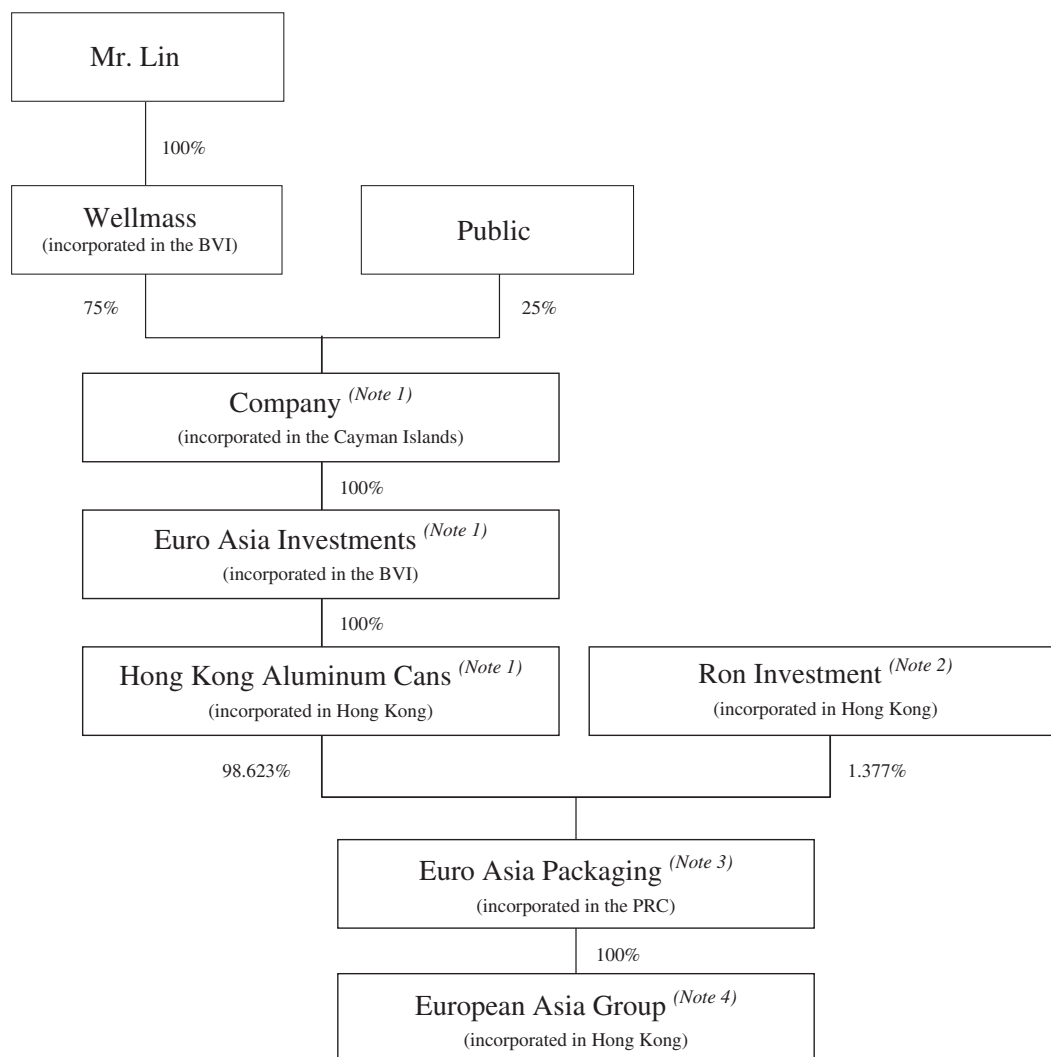 Mr. Lin
100%
Wellmass
(incorporated in the BVI)
Public
75%
25%
Company (Note 1)
(incorporated in the Cayman Islands)
100%
Euro Asia Investments (Note 1)
(incorporated in the BVI)
100%
Hong Kong Aluminum Cans (Note 1)
(incorporated in Hong Kong)
Ron Investment (Note 2)
(incorporated in Hong Kong)
98.623%
1.377%
Euro Asia Packaging (Note 3)
(incorporated in the PRC)
100%
European Asia Group (Note 4)
(incorporated in Hong Kong)